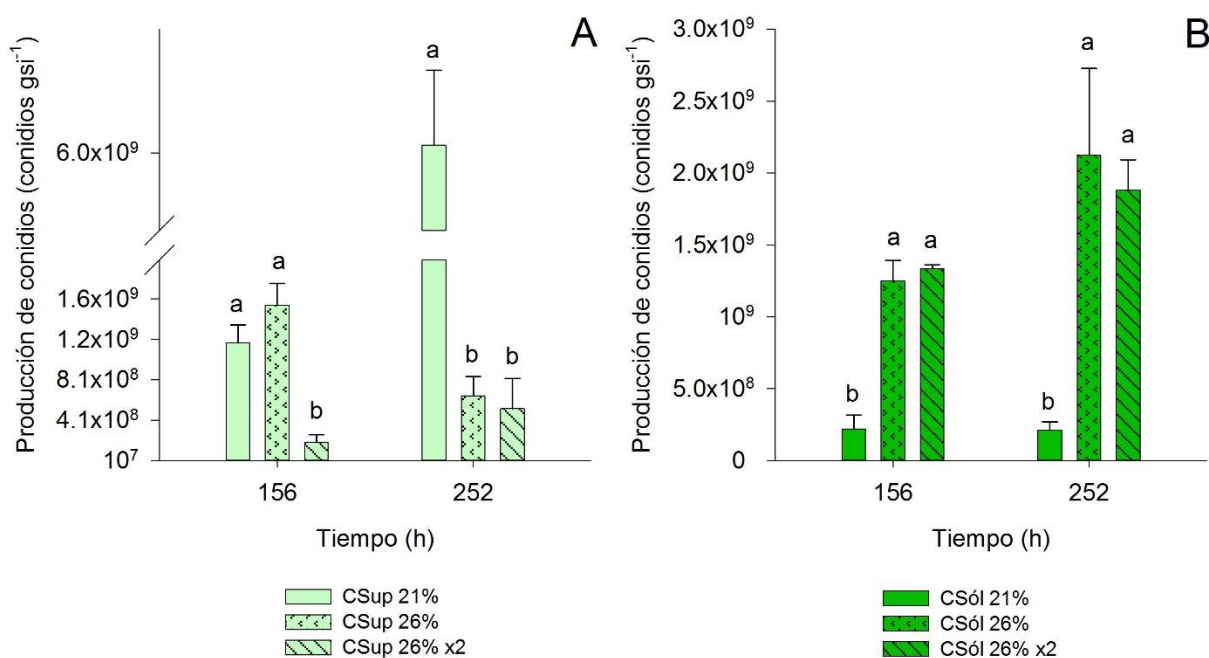 A
Producción de conidios (conidios gsi⁻¹)
6.0x10⁹
1.6x10⁹
1.2x10⁹
8.1x10⁸
4.1x10⁸
10⁷
a
a
b
a
b
b
156
252
Tiempo (h)
CSup 21%
CSup 26%
CSup 26% x2
B
Producción de conidios (conidios gsi⁻¹)
3.0x10⁹
2.5x10⁹
2.0x10⁹
1.5x10⁹
10⁹
5.0x10⁸
0
b
a
a
b
a
a
156
252
Tiempo (h)
CSól 21%
CSól 26%
CSól 26% x2